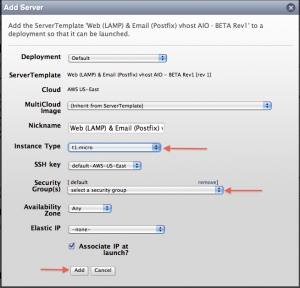 Add Server
Add the ServerTemplate 'Web (LAMP) & Email (Postfix) vhost AIO - BETA Rev1' to a
deployment so that it can be launched.
Deployment Default
ServerTemplate Web (LAMP) & Email (Postfix) vhost AIO - BETA Rev1 [rev 1]
Cloud AWS US-East
MultiCloud
Image (Inherit from ServerTemplate)
Nickname Web (LAMP) & Email (Postfix) v
Instance Type t1.micro
SSH key default-AWS-US-East
Security
Group(s) [ default remove]
select a security group
Availability
Zone Any
Elastic IP -none-
Associate IP at
launch?
Add Cancel